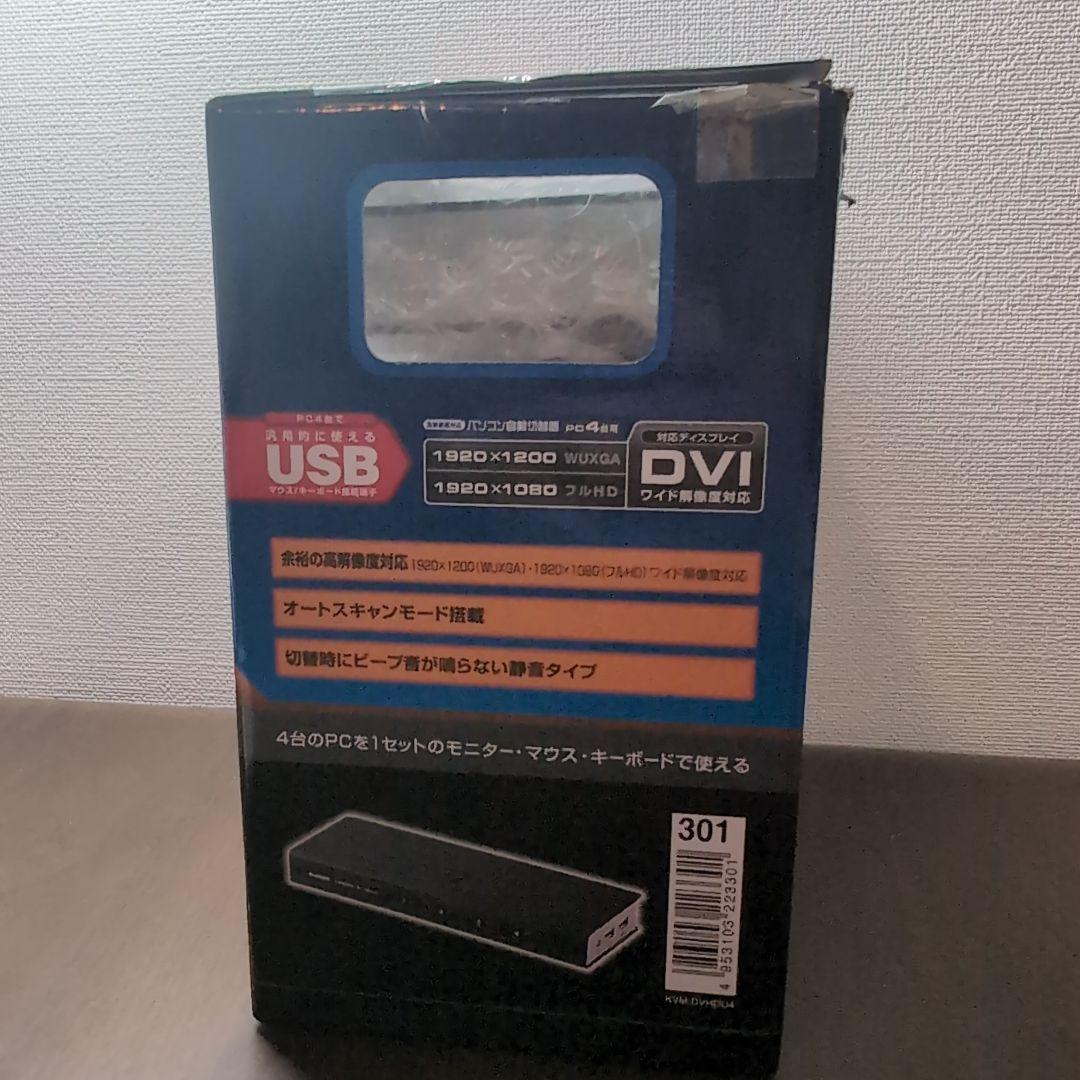 PC4台で
汎用的に使える
USB
マウス/キーボード接続端子
パソコン自動切替器 PC4台用
1920×1200 WUXGA
1920×1080 フルHD
対応ディスプレイ
DVI
ワイド解像度対応
余裕の高解像度対応 1920×1200(WUXGA)・1920×1080(フルHD)ワイド解像度対応
オートスキャンモード搭載
切替時にビープ音が鳴らない静音タイプ
4台のPCを1セットのモニター・マウス・キーボードで使える
301
4 953103 223301